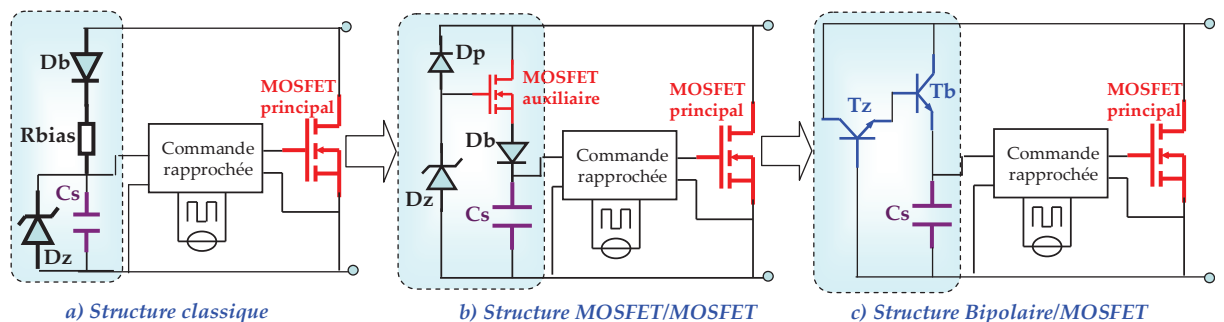 Db
Rbias
Cs
Dz
Commande
rapprochée
MOSFET
principal
a) Structure classique
Dp
MOSFET
auxiliaire
Db
Dz
Cs
Commande
rapprochée
MOSFET
principal
b) Structure MOSFET/MOSFET
Tz
Tb
Cs
Commande
rapprochée
MOSFET
principal
c) Structure Bipolaire/MOSFET